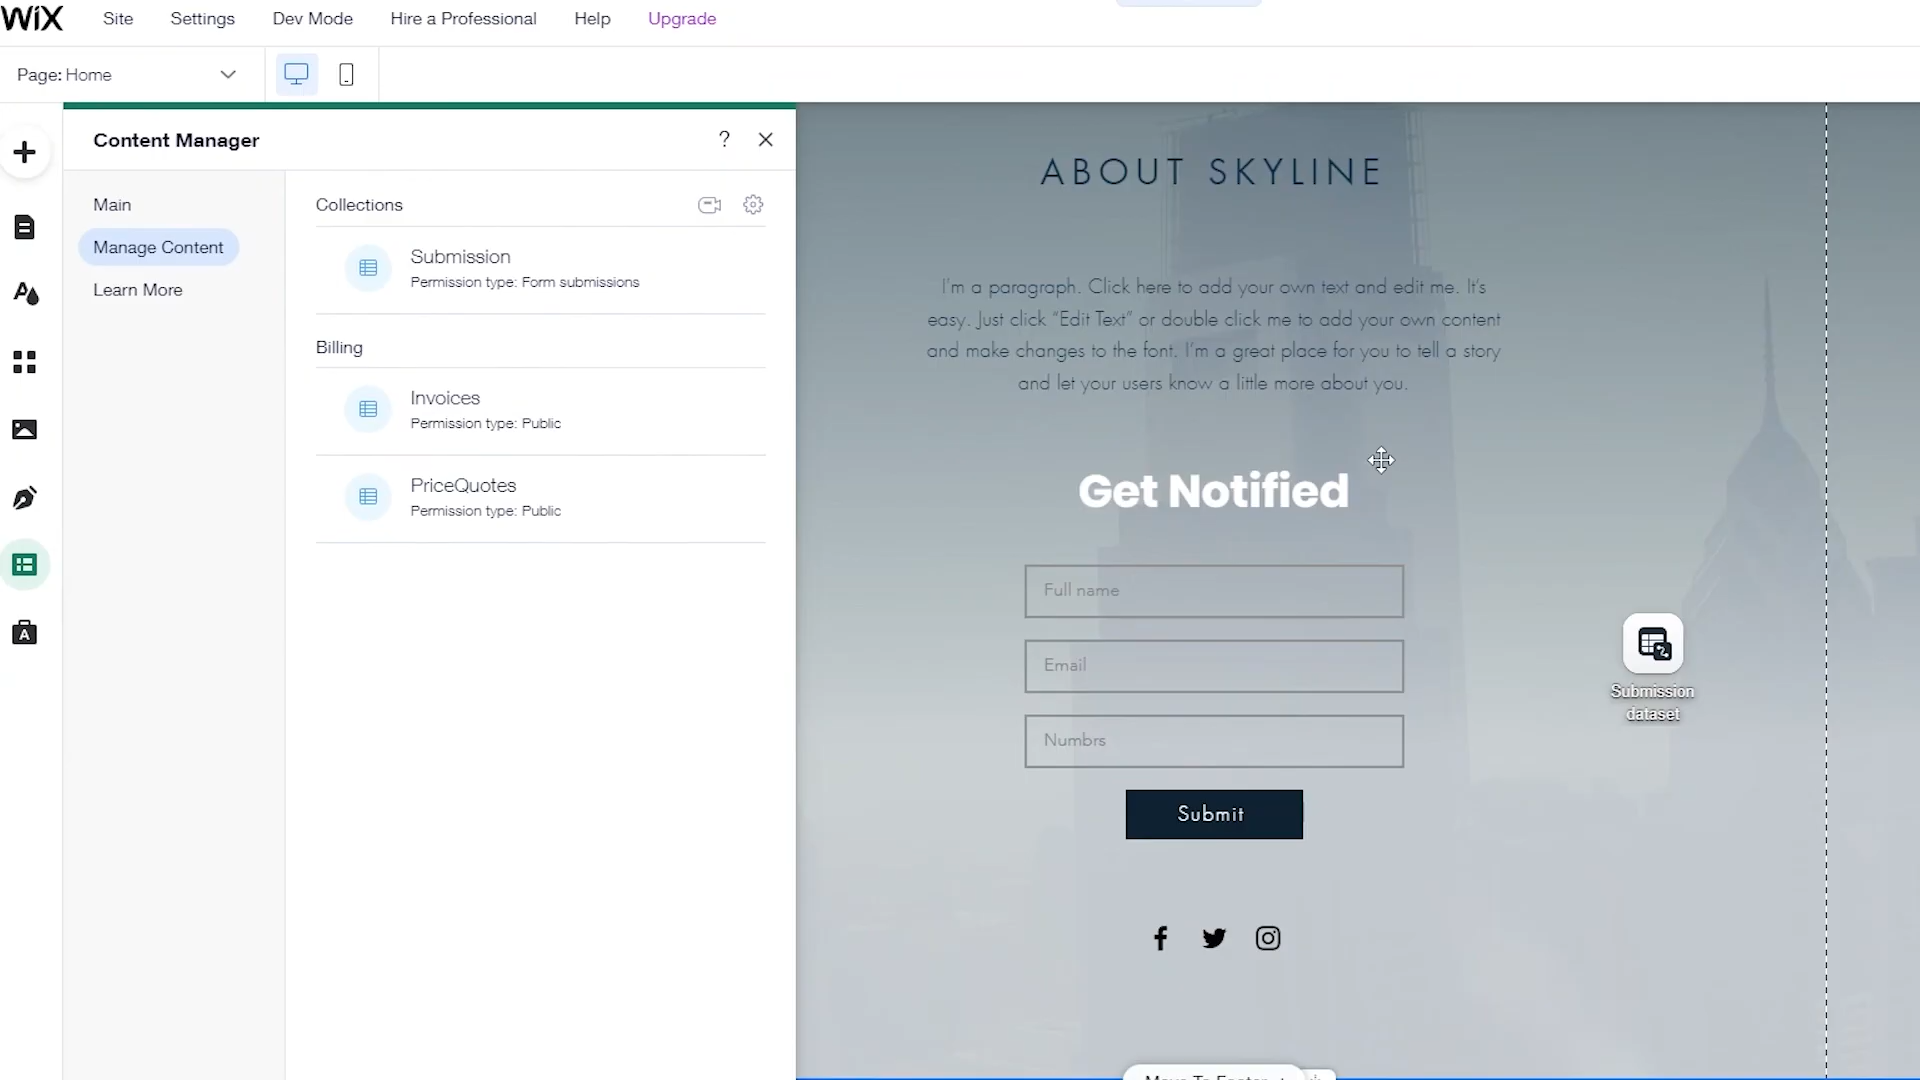 WiX
Site
Settings
Dev Mode
Hire a Professional
Help
Upgrade
Page: Home
Content Manager
?
Main
Manage Content
Learn More
Collections
Submission
Permission type: Form submissions
Billing
Invoices
Permission type: Public
PriceQuotes
Permission type: Public
ABOUT SKYLINE
I'm a paragraph. Click here to add your own text and edit me. It's
easy. Just click “Edit Text” or double click me to add your own content
and make changes to the font. I'm a great place for you to tell a story
and let your users know a little more about you.
Get Notified
Full name
Email
Numbrs
Submit
Submission
dataset
Move To Footer